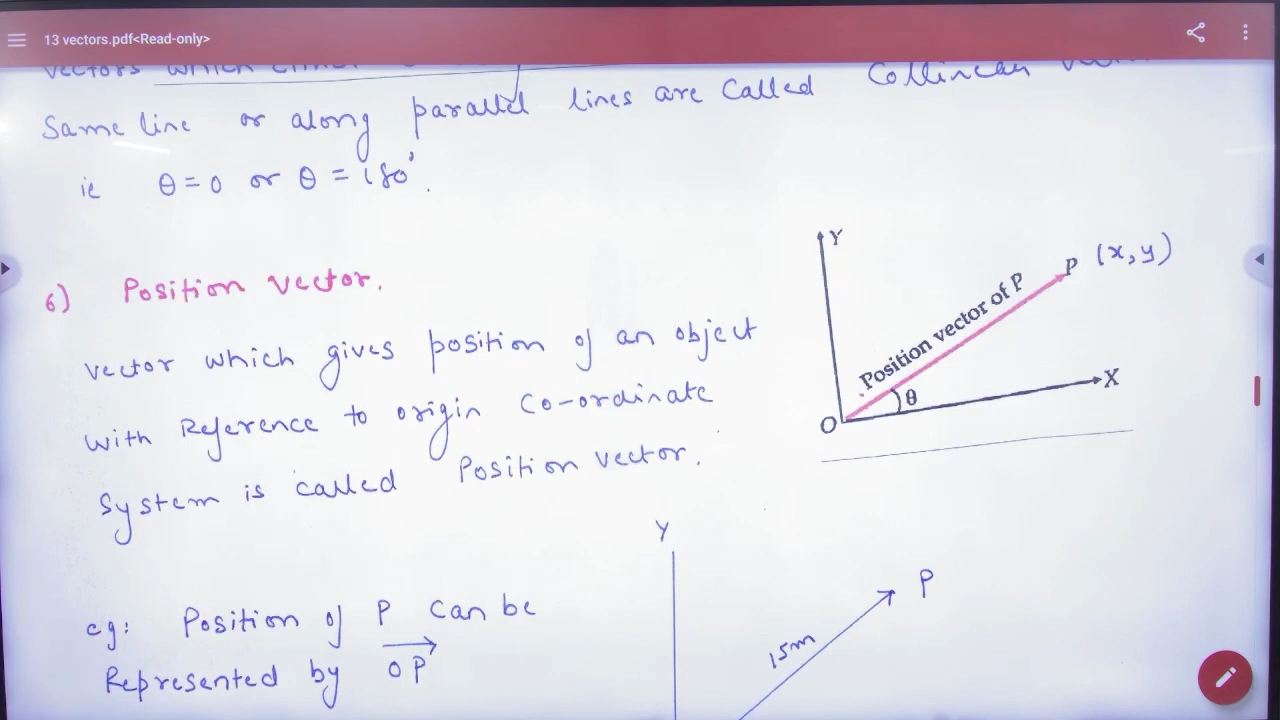 13 vectors.pdf<Read-only>
vectors which
Collinear
Same line or along parallel lines are called
ie θ = 0 or θ = 180°.
6) Position vector.
vector which gives position of an object
with Reference to origin co-ordinate
System is called Position vector.
Y
P (x, y)
Position vector of P
X
θ
O
eg: Position of P can be
Represented by OP
Y
P
15m